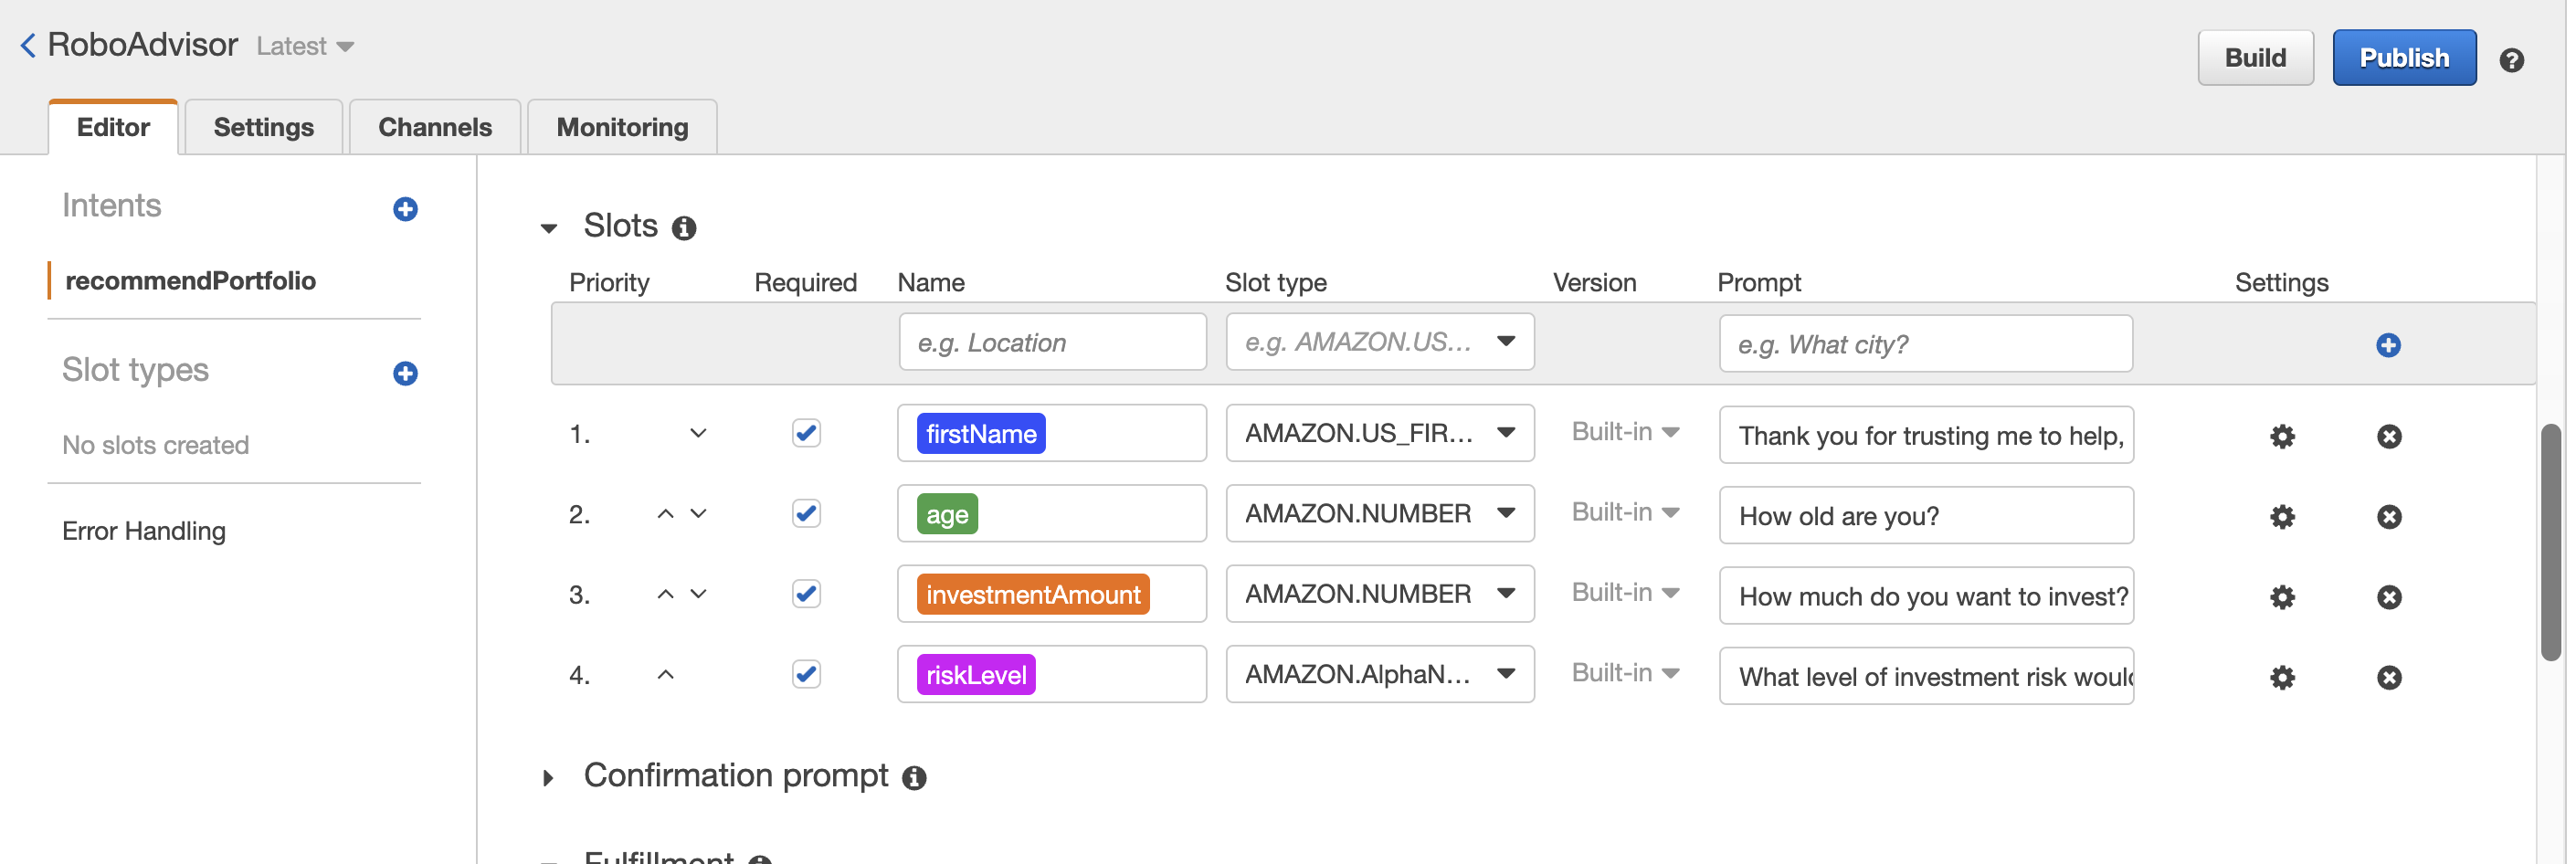 RoboAdvisor Latest
Build Publish
Editor Settings Channels Monitoring
Intents
recommendPortfolio
Slot types
No slots created
Error Handling
Slots
Priority Required Name Slot type Version Prompt Settings
e.g. Location e.g. AMAZON.US... e.g. What city?
1. firstName AMAZON.US_FIR... Built-in Thank you for trusting me to help,
2. age AMAZON.NUMBER Built-in How old are you?
3. investmentAmount AMAZON.NUMBER Built-in How much do you want to invest?
4. riskLevel AMAZON.AlphaN... Built-in What level of investment risk would
Confirmation prompt
Fulfillment